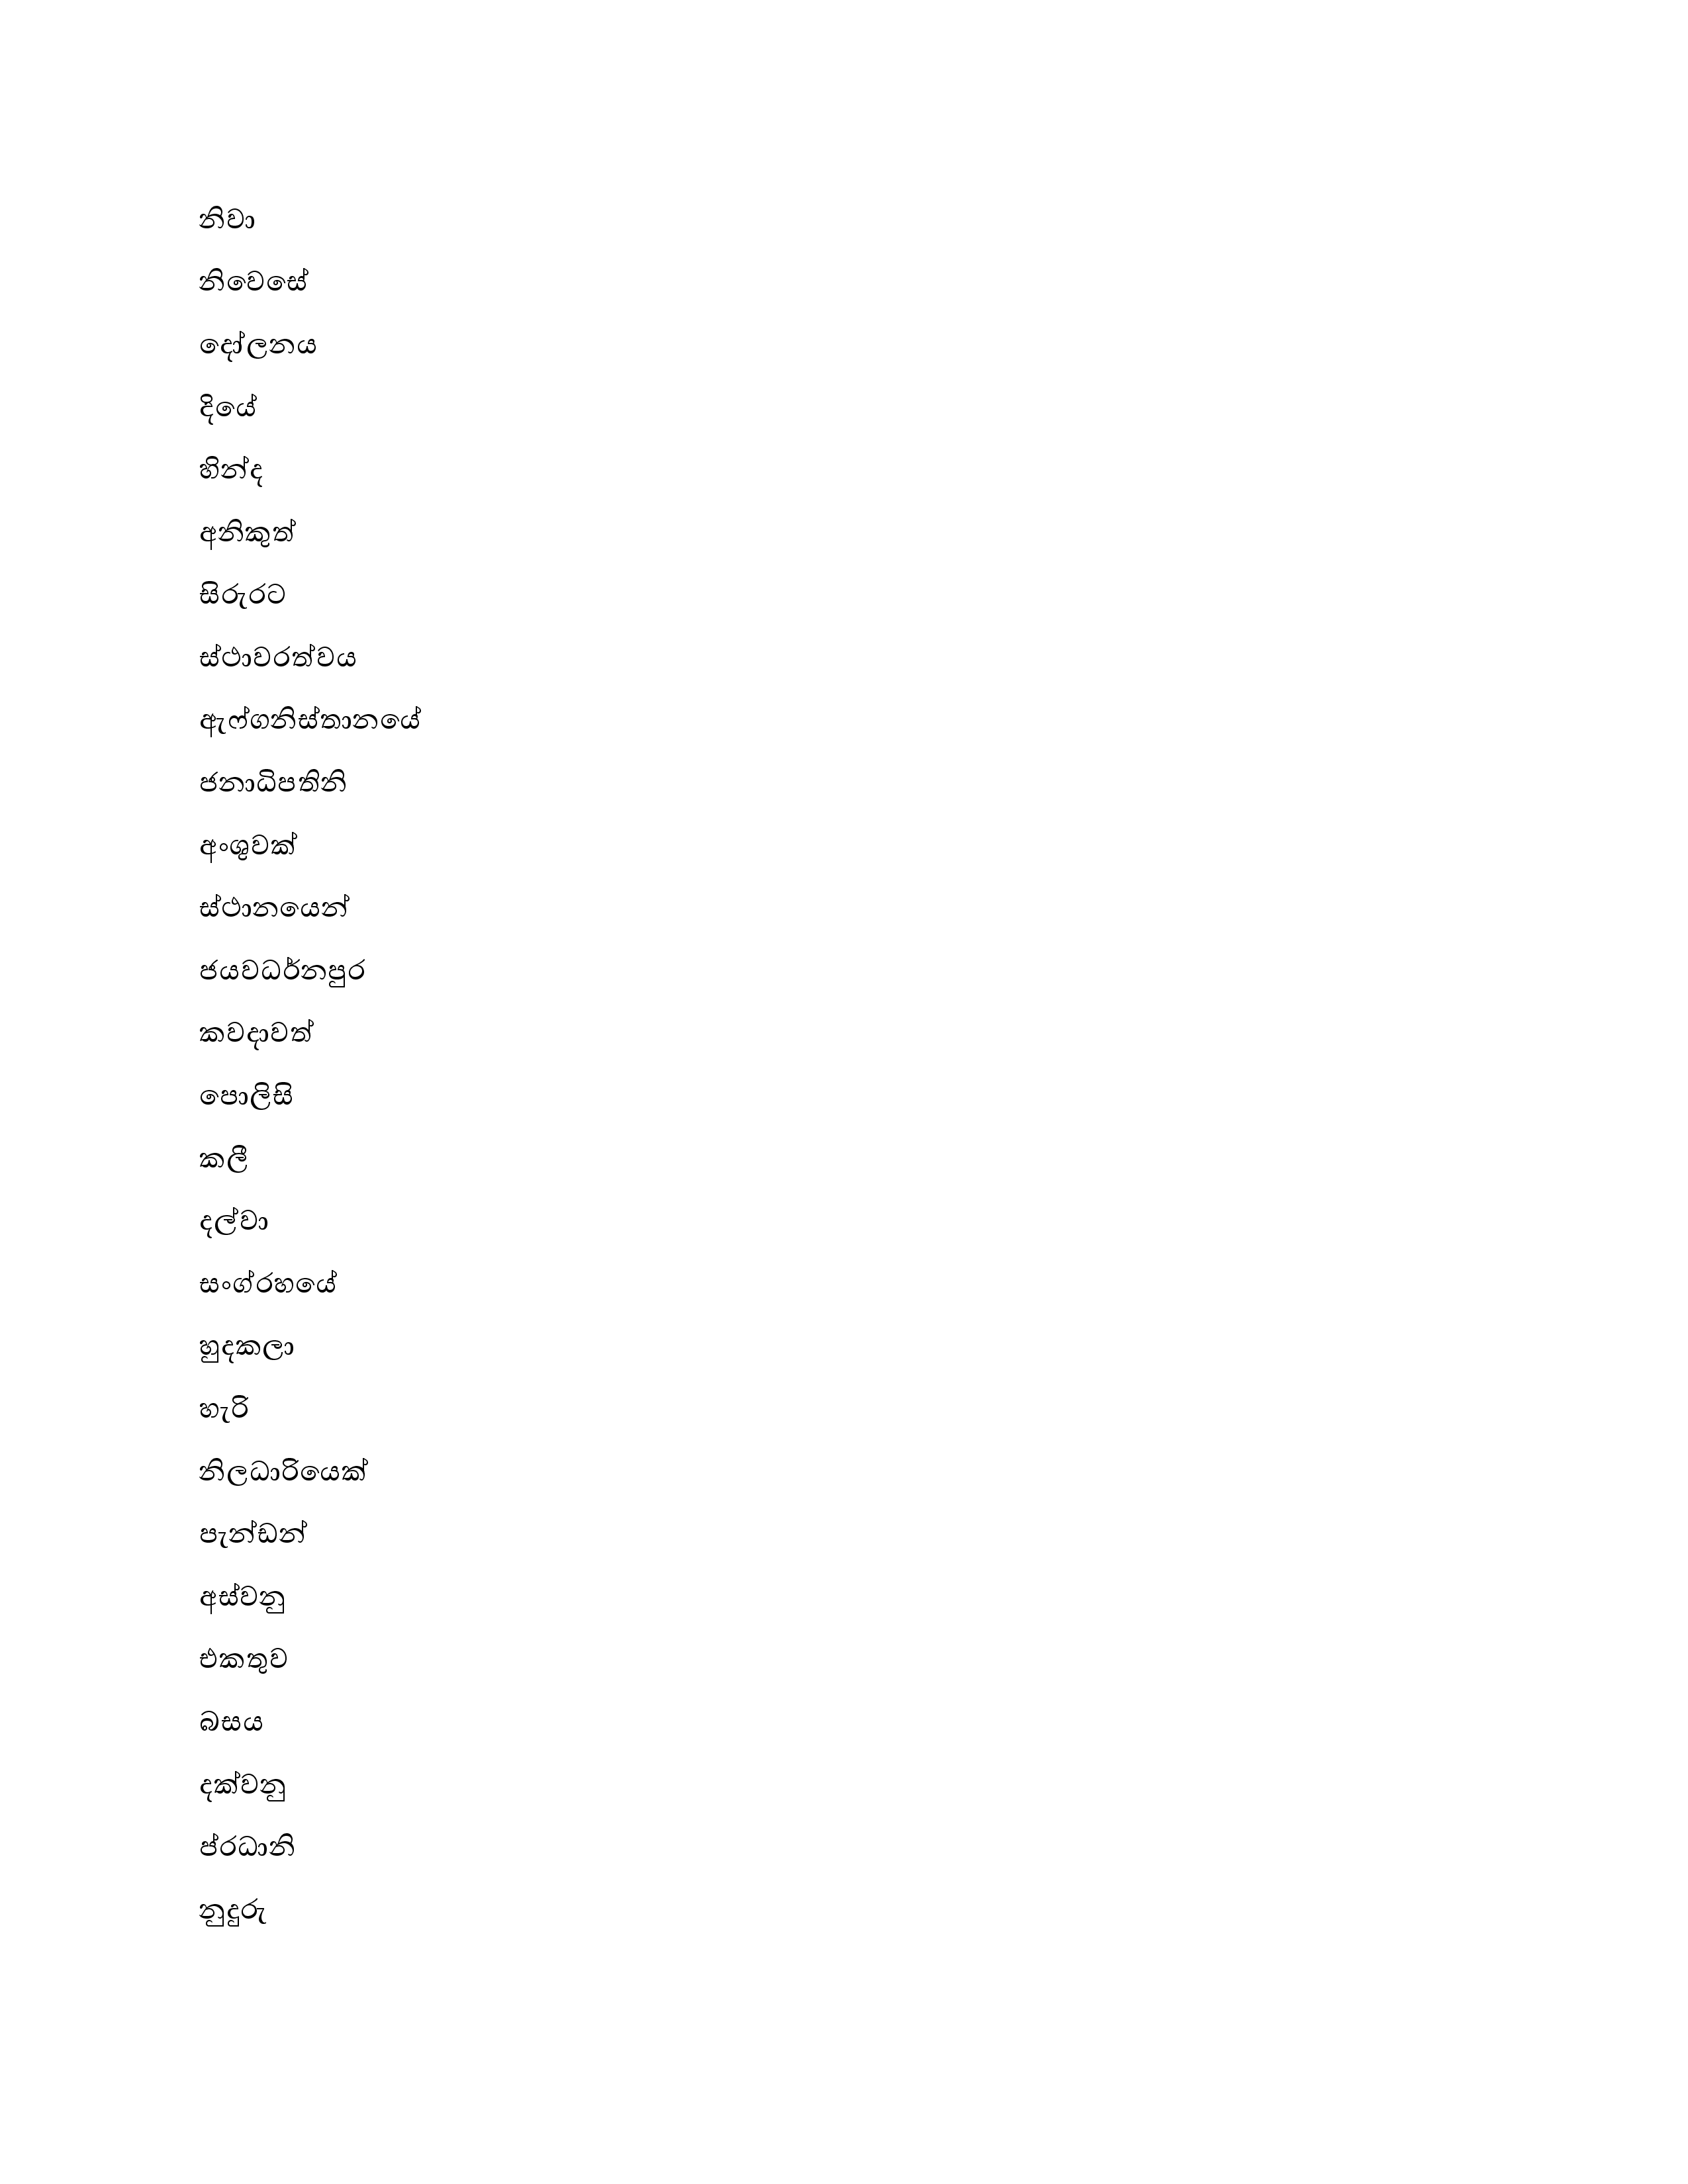 නිවා
නිවෙසේ
දෝලනය
දියේ
හින්ද
අනිකුත්
සිරුරට
ස්ථාවරත්වය
ඇෆ්ගනිස්තානයේ
ජනාධිපතිනි
අංශුවක්
ස්ථානයෙන්
ජයවර්ධනපුර
කවදාවත්
පොලිසි
කලී
දල්වා
සංග්රහයේ
හුදකලා
හැරි
නිලධාරියෙක්
පැන්ඩන්
අස්වනු
එකතුව
බසය
දක්වනු
ප්රධානි
නුදුරු